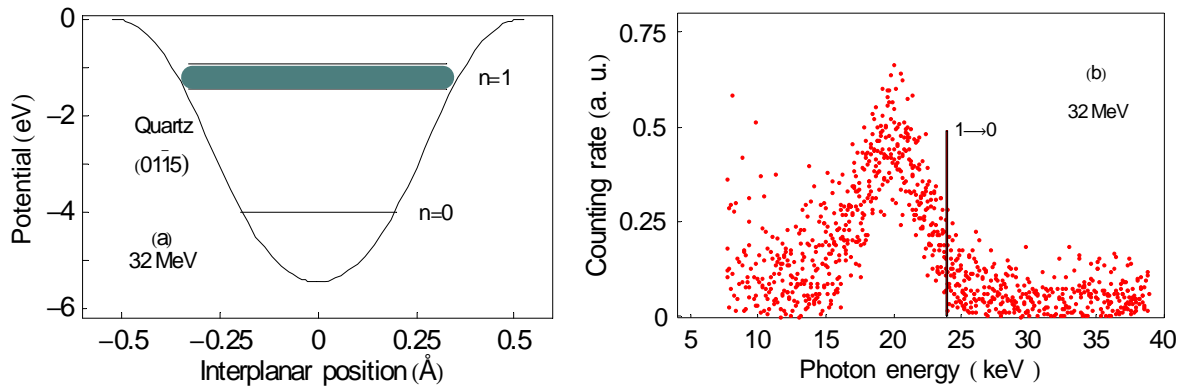 0
−2
−4
−6
Potential (eV)
n=1
Quartz
(011̄5)
n=0
(a)
32 MeV
−0.5
−0.25
0
0.25
0.5
Interplanar position (Å)
0.75
0.5
0.25
0
Counting rate (a. u.)
(b)
32 MeV
1→0
5
10
15
20
25
30
35
40
Photon energy ( keV)